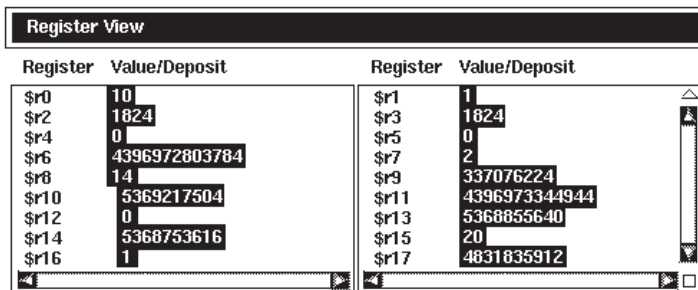 Register View
Register Value/Deposit Register Value/Deposit
$r0 10 $r1 1
$r2 1824 $r3 1824
$r4 0 $r5 0
$r6 4396972803784 $r7 2
$r8 14 $r9 337076224
$r10 5369217504 $r11 4396973344944
$r12 0 $r13 5368855640
$r14 5368753616 $r15 20
$r16 1 $r17 4831835912